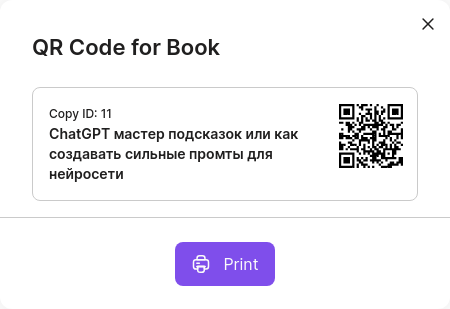 QR Code for Book
Copy ID: 11
ChatGPT мастер подсказок или как
создавать сильные промты для
нейросети
Print